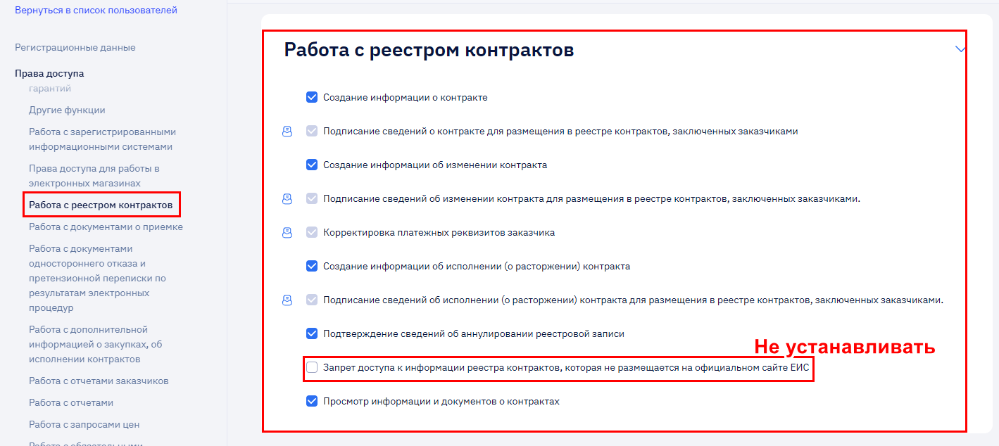 Вернуться в список пользователей
Регистрационные данные
Права доступа
гарантий
Другие функции
Работа с зарегистрированными
информационными системами
Права доступа для работы в
электронных магазинах
Работа с реестром контрактов
Работа с документами о приемке
Работа с документами
одностороннего отказа и
претензионной переписки по
результатам электронных
процедур
Работа с дополнительной
информацией о закупках, об
исполнении контрактов
Работа с отчетами заказчиков
Работа с отчетами
Работа с запросами цен
Работа с обязательными
Работа с реестром контрактов
Создание информации о контракте
Подписание сведений о контракте для размещения в реестре контрактов, заключенных заказчиками
Создание информации об изменении контракта
Подписание сведений об изменении контракта для размещения в реестре контрактов, заключенных заказчиками.
Корректировка платежных реквизитов заказчика
Создание информации об исполнении (о расторжении) контракта
Подписание сведений об исполнении (о расторжении) контракта для размещения в реестре контрактов, заключенных заказчиками.
Подтверждение сведений об аннулировании реестровой записи
Не устанавливать
Запрет доступа к информации реестра контрактов, которая не размещается на официальном сайте ЕИС
Просмотр информации и документов о контрактах